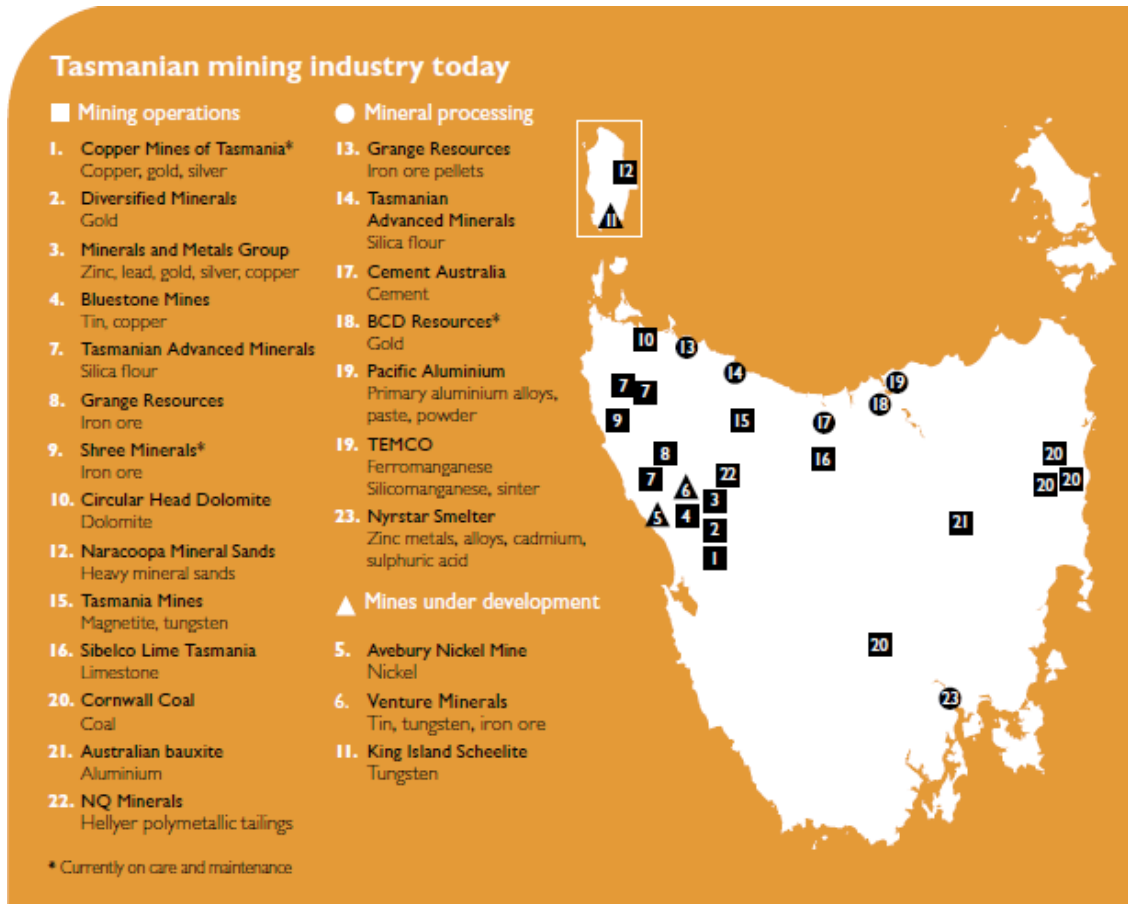 Tasmanian mining industry today
Mining operations
1. Copper Mines of Tasmania*
Copper, gold, silver
2. Diversified Minerals
Gold
3. Minerals and Metals Group
Zinc, lead, gold, silver, copper
4. Bluestone Mines
Tin, copper
7. Tasmanian Advanced Minerals
Silica flour
8. Grange Resources
Iron ore
9. Shree Minerals*
Iron ore
10. Circular Head Dolomite
Dolomite
12. Naracoopa Mineral Sands
Heavy mineral sands
15. Tasmania Mines
Magnetite, tungsten
16. Sibelco Lime Tasmania
Limestone
20. Cornwall Coal
Coal
21. Australian bauxite
Aluminium
22. NQ Minerals
Hellyer polymetallic tailings
* Currently on care and maintenance
Mineral processing
13. Grange Resources
Iron ore pellets
14. Tasmanian
Advanced Minerals
Silica flour
17. Cement Australia
Cement
18. BCD Resources*
Gold
19. Pacific Aluminium
Primary aluminium alloys,
paste, powder
19. TEMCO
Ferromanganese
Silicomanganese, sinter
23. Nyrstar Smelter
Zinc metals, alloys, cadmium,
sulphuric acid
Mines under development
5. Avebury Nickel Mine
Nickel
6. Venture Minerals
Tin, tungsten, iron ore
11. King Island Scheelite
Tungsten
12
11
10
13
14
19
18
7
7
9
15
17
16
8
20
7
6
22
20
20
3
5
4
2
21
1
20
23